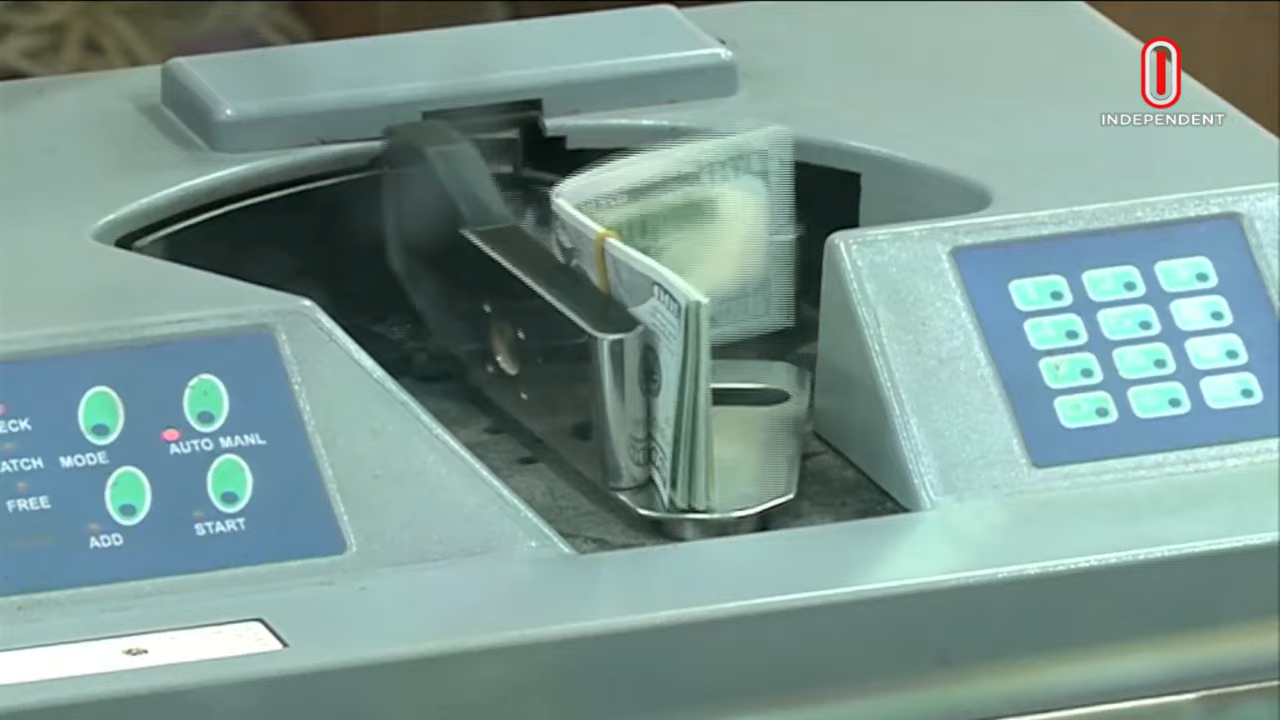 INDEPENDENT
ECK
MODE
AUTO MANL
ATCH
FREE
ADD
START